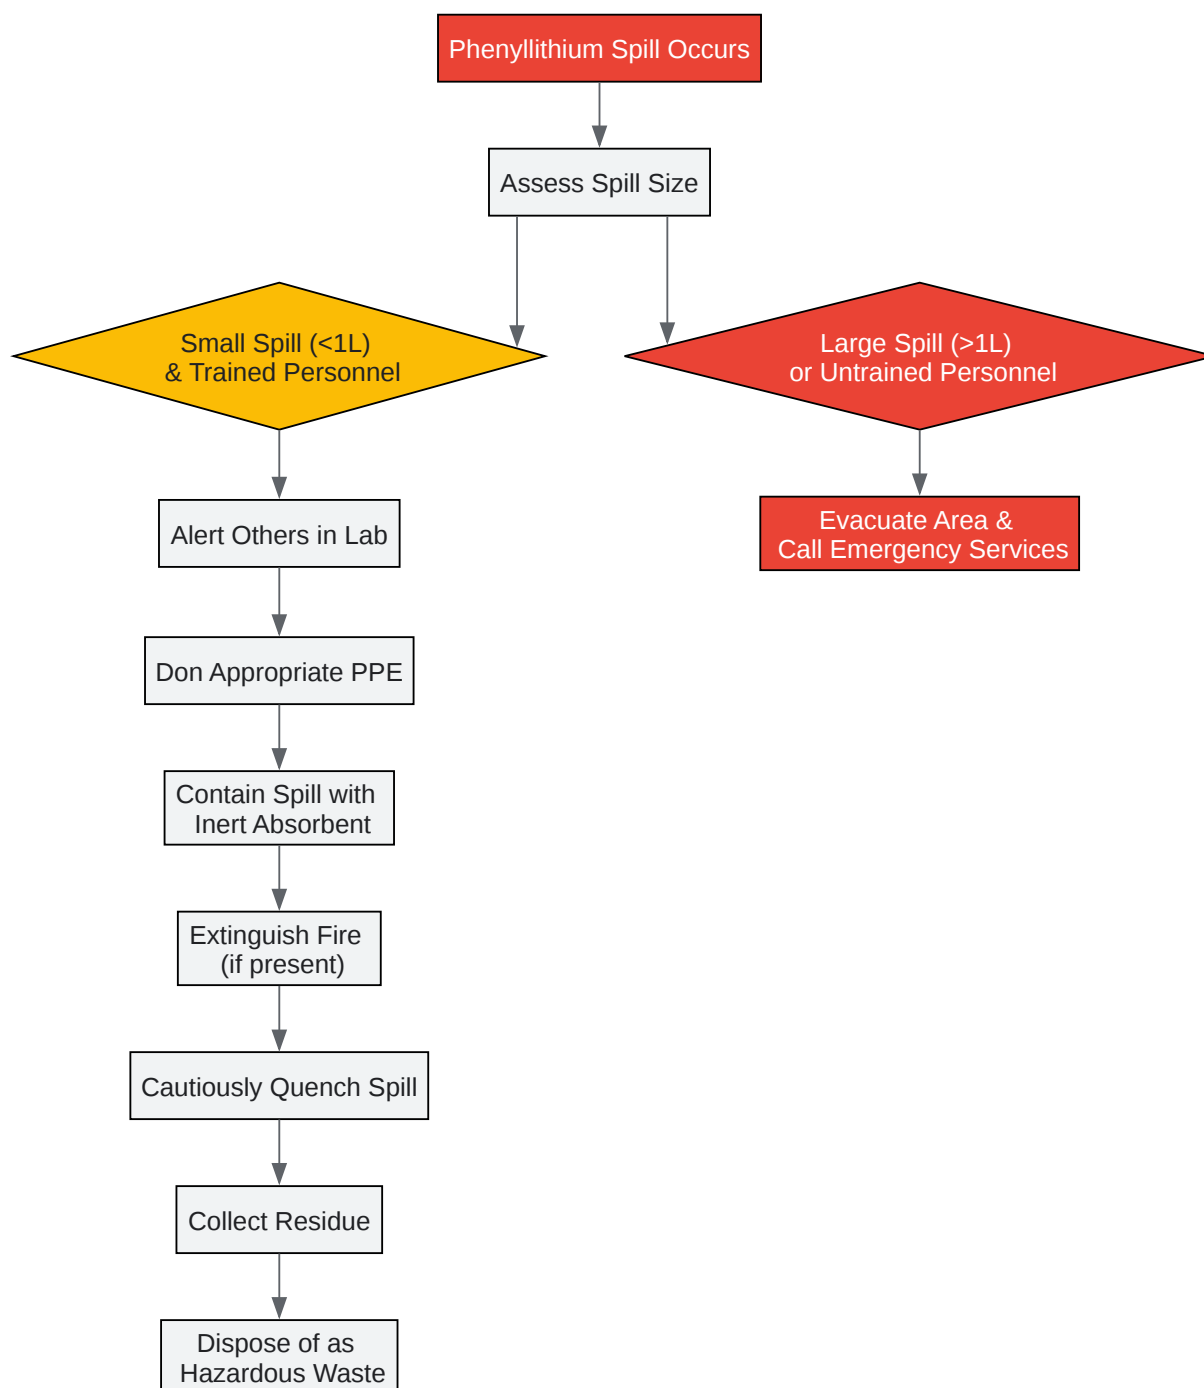 Phenyllithium Spill Occurs
Assess Spill Size
Small Spill (<1L)
& Trained Personnel
Large Spill (>1L)
or Untrained Personnel
Alert Others in Lab
Evacuate Area &
Call Emergency Services
Don Appropriate PPE
Contain Spill with
Inert Absorbent
Extinguish Fire
(if present)
Cautiously Quench Spill
Collect Residue
Dispose of as
Hazardous Waste